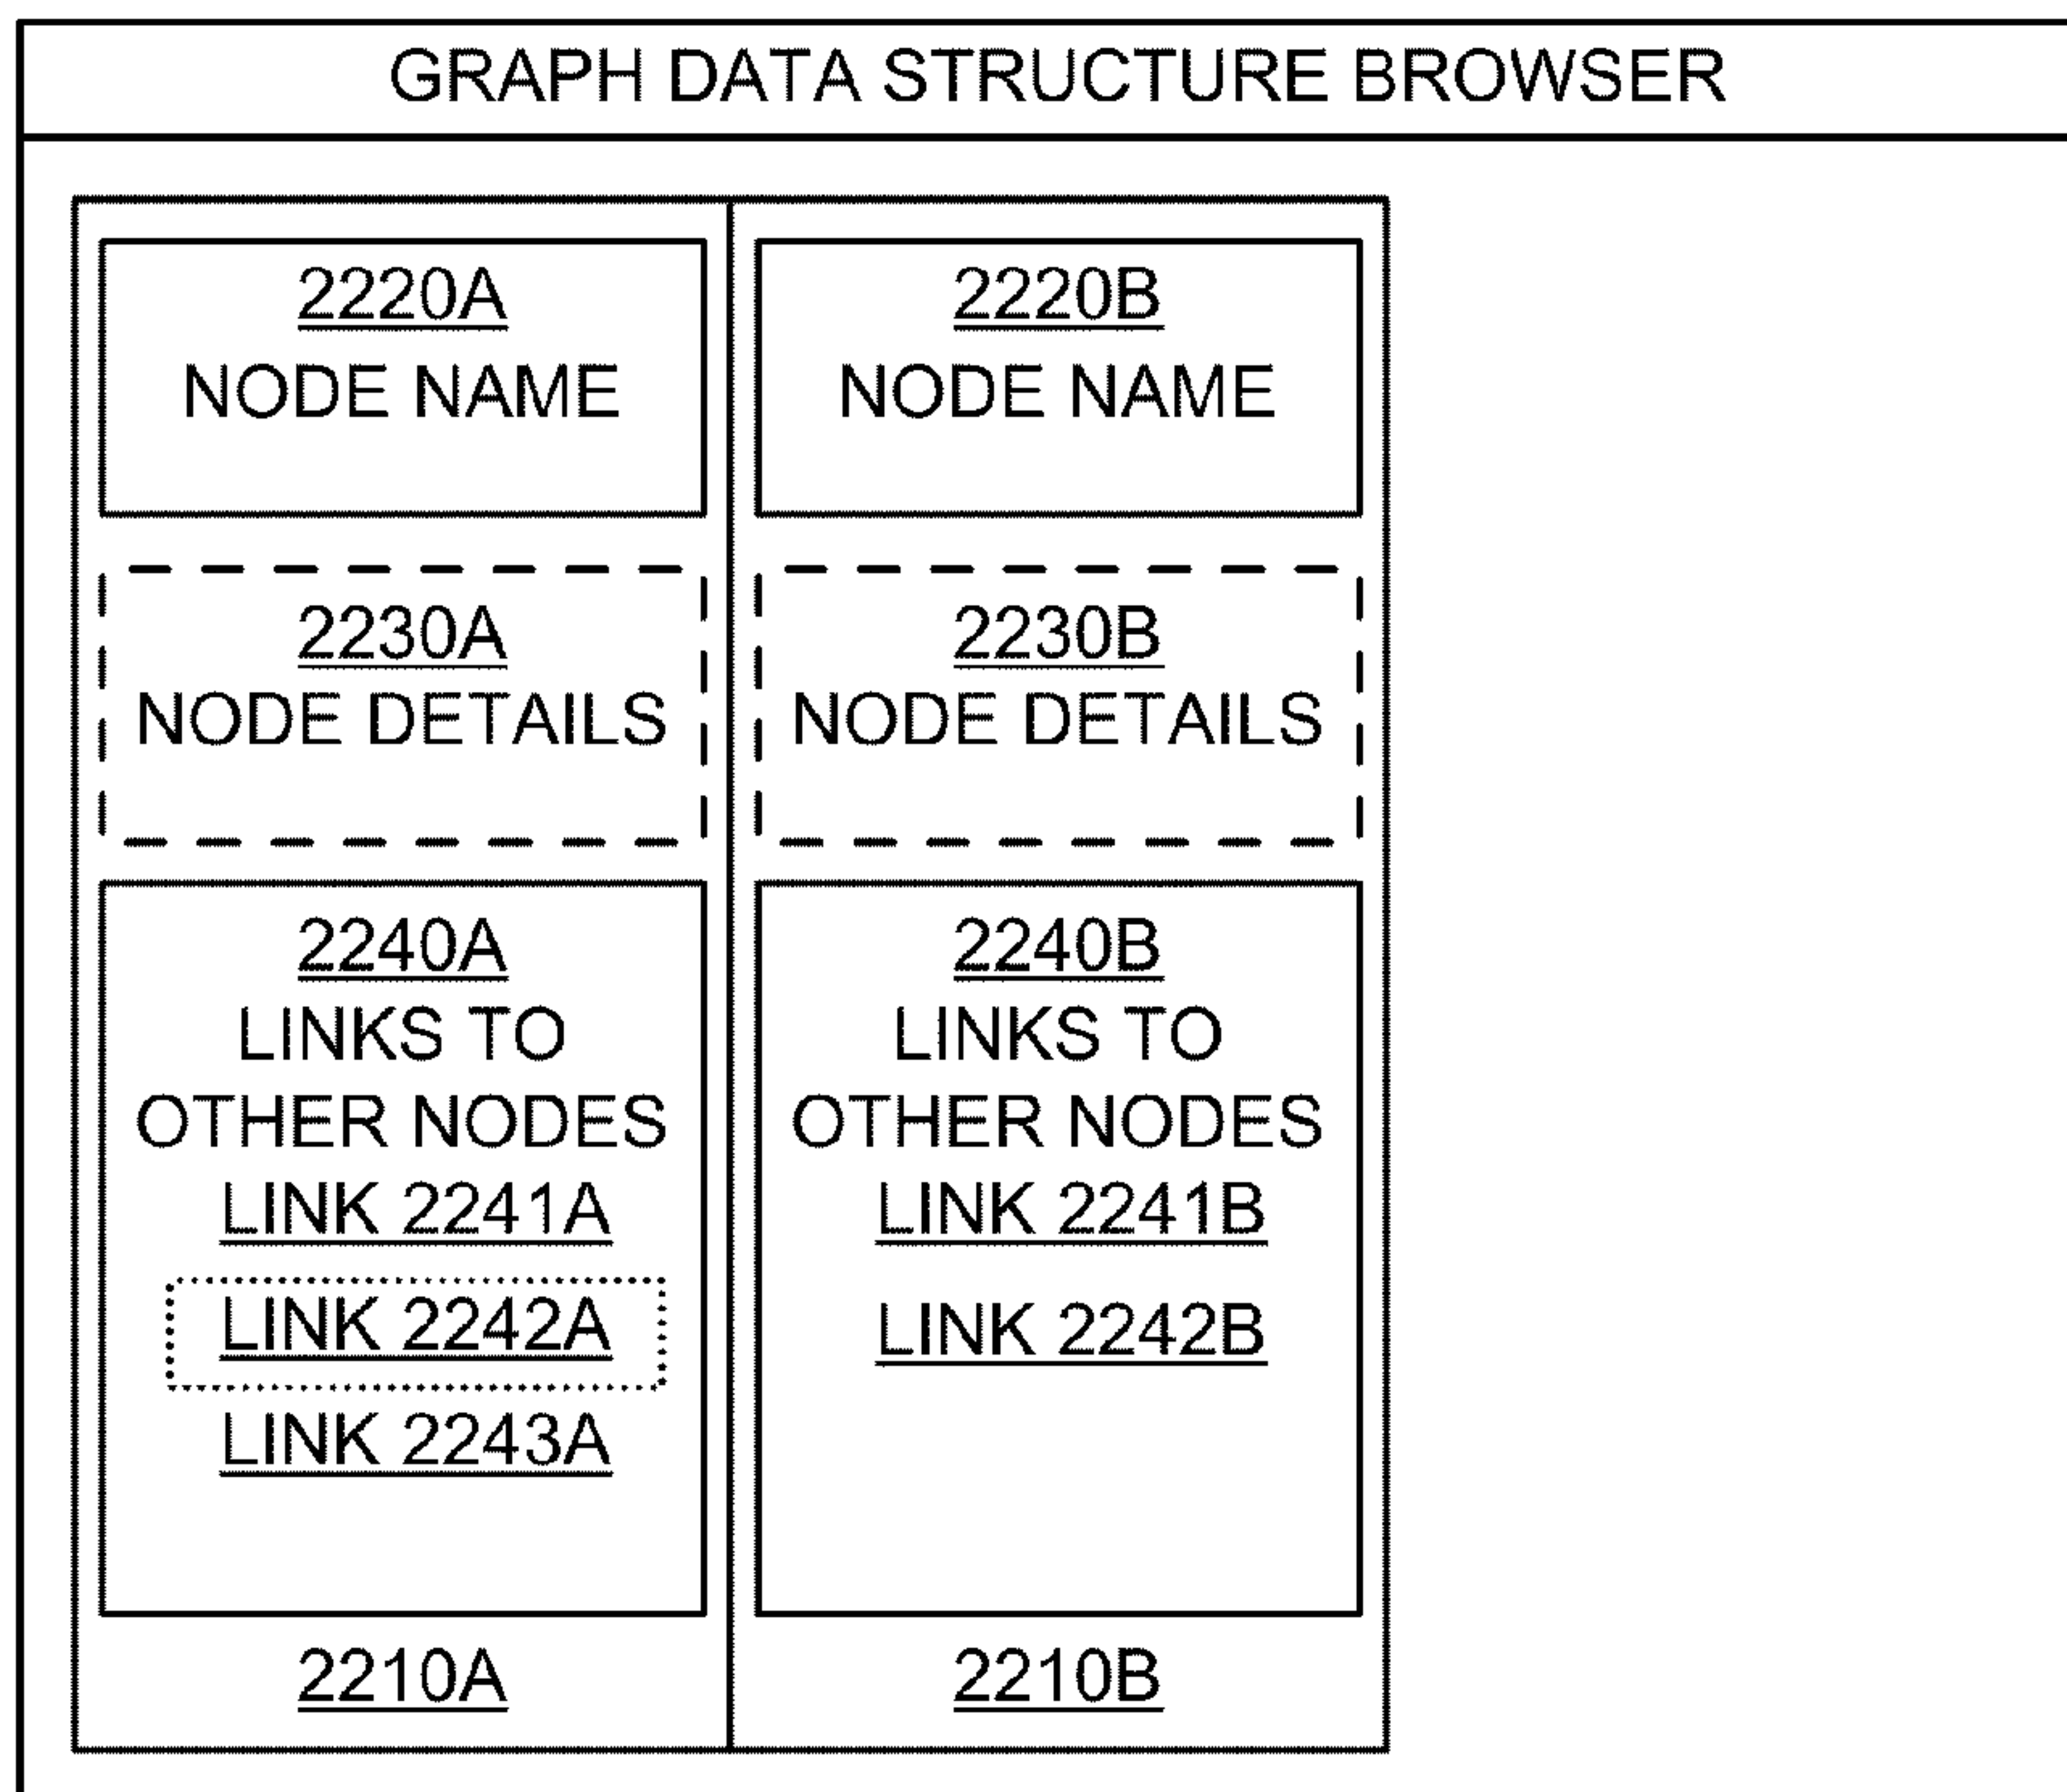 GRAPH DATA STRUCTURE BROWSER
2220A
NODE NAME
2230A
NODE DETAILS
2240A
LINKS TO
OTHER NODES
LINK 2241A
LINK 2242A
LINK 2243A
2210A
2220B
NODE NAME
2230B
NODE DETAILS
2240B
LINKS TO
OTHER NODES
LINK 2241B
LINK 2242B
2210B